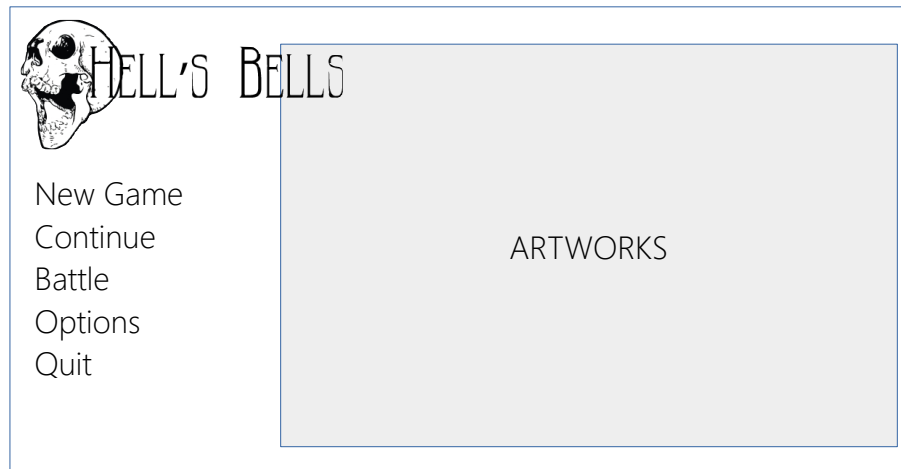 HELL'S BELLS
New Game
Continue
Battle
Options
Quit
ARTWORKS